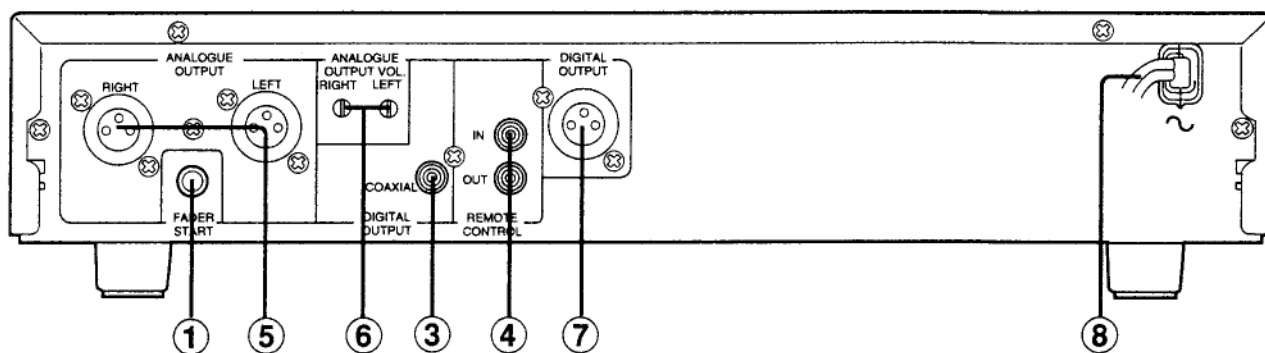 ANALOGUE
OUTPUT
RIGHT
LEFT
ANALOGUE
OUTPUT VOL.
RIGHT LEFT
DIGITAL
OUTPUT
IN
OUT
COAXIAL
FADER
START
DIGITAL
OUTPUT
REMOTE
CONTROL
~
1
5
6
3
4
7
8